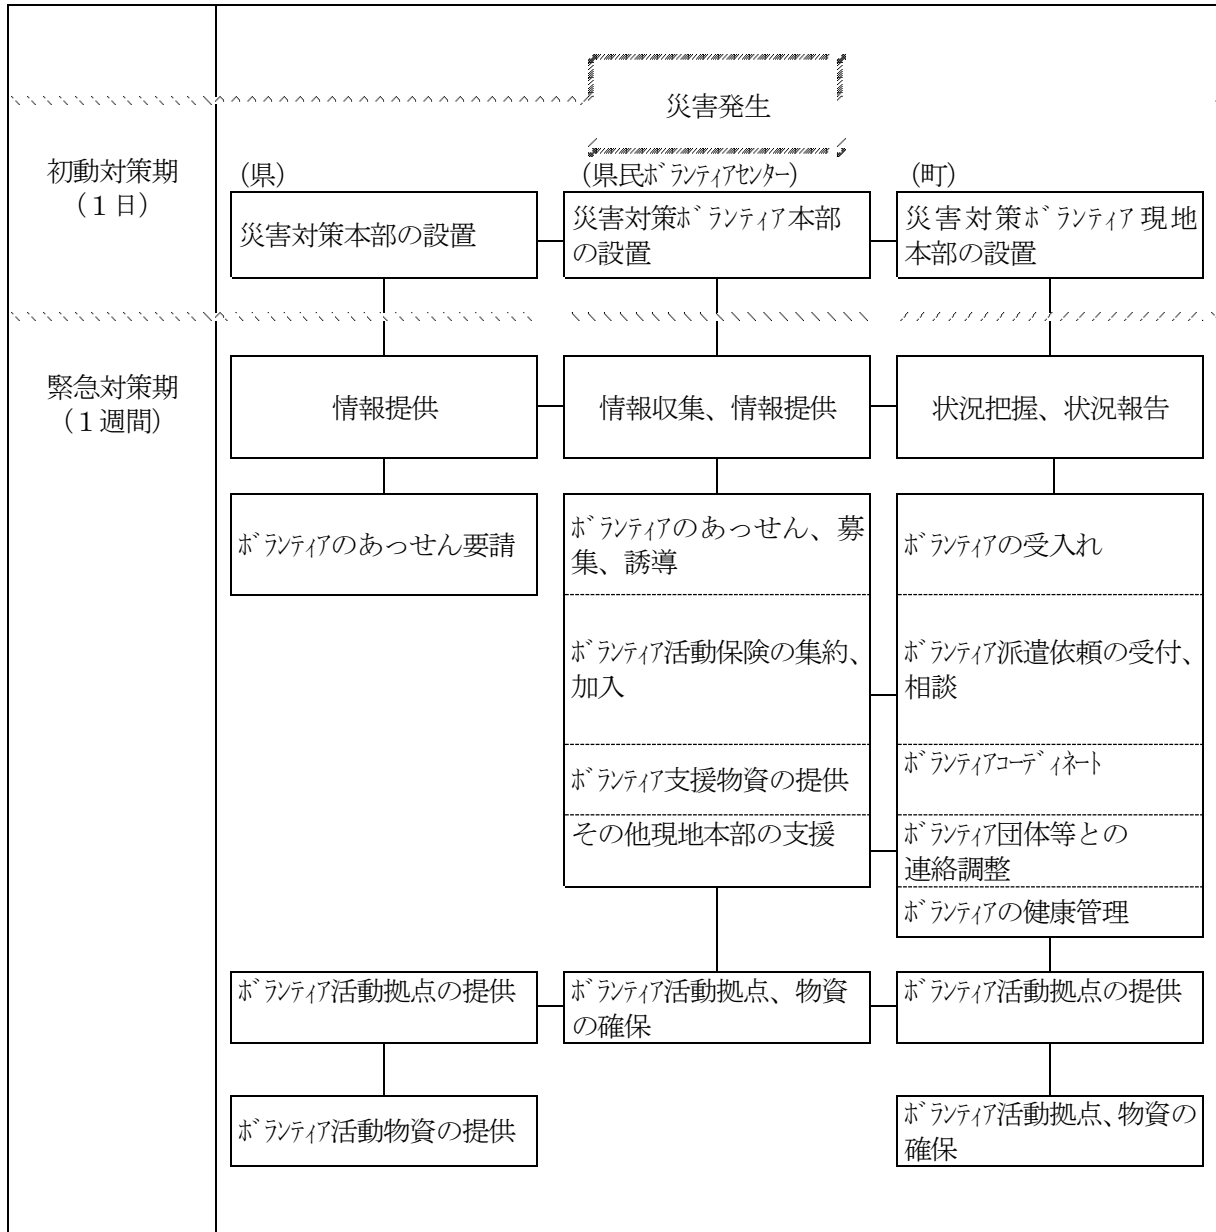 災害発生
初動対策期
（１日）
(県)
(県民ボランティアセンター)
(町)
災害対策本部の設置
災害対策ボランティア本部
の設置
災害対策ボランティア現地
本部の設置
緊急対策期
（１週間）
情報提供
情報収集、情報提供
状況把握、状況報告
ボランティアのあっせん要請
ボランティアのあっせん、募
集、誘導
ボランティア活動保険の集約、
加入
ボランティア支援物資の提供
その他現地本部の支援
ボランティアの受入れ
ボランティア派遣依頼の受付、
相談
ボランティアコーディネート
ボランティア団体等との
連絡調整
ボランティアの健康管理
ボランティア活動拠点の提供
ボランティア活動拠点、物資
の確保
ボランティア活動拠点の提供
ボランティア活動物資の提供
ボランティア活動拠点、物資の
確保